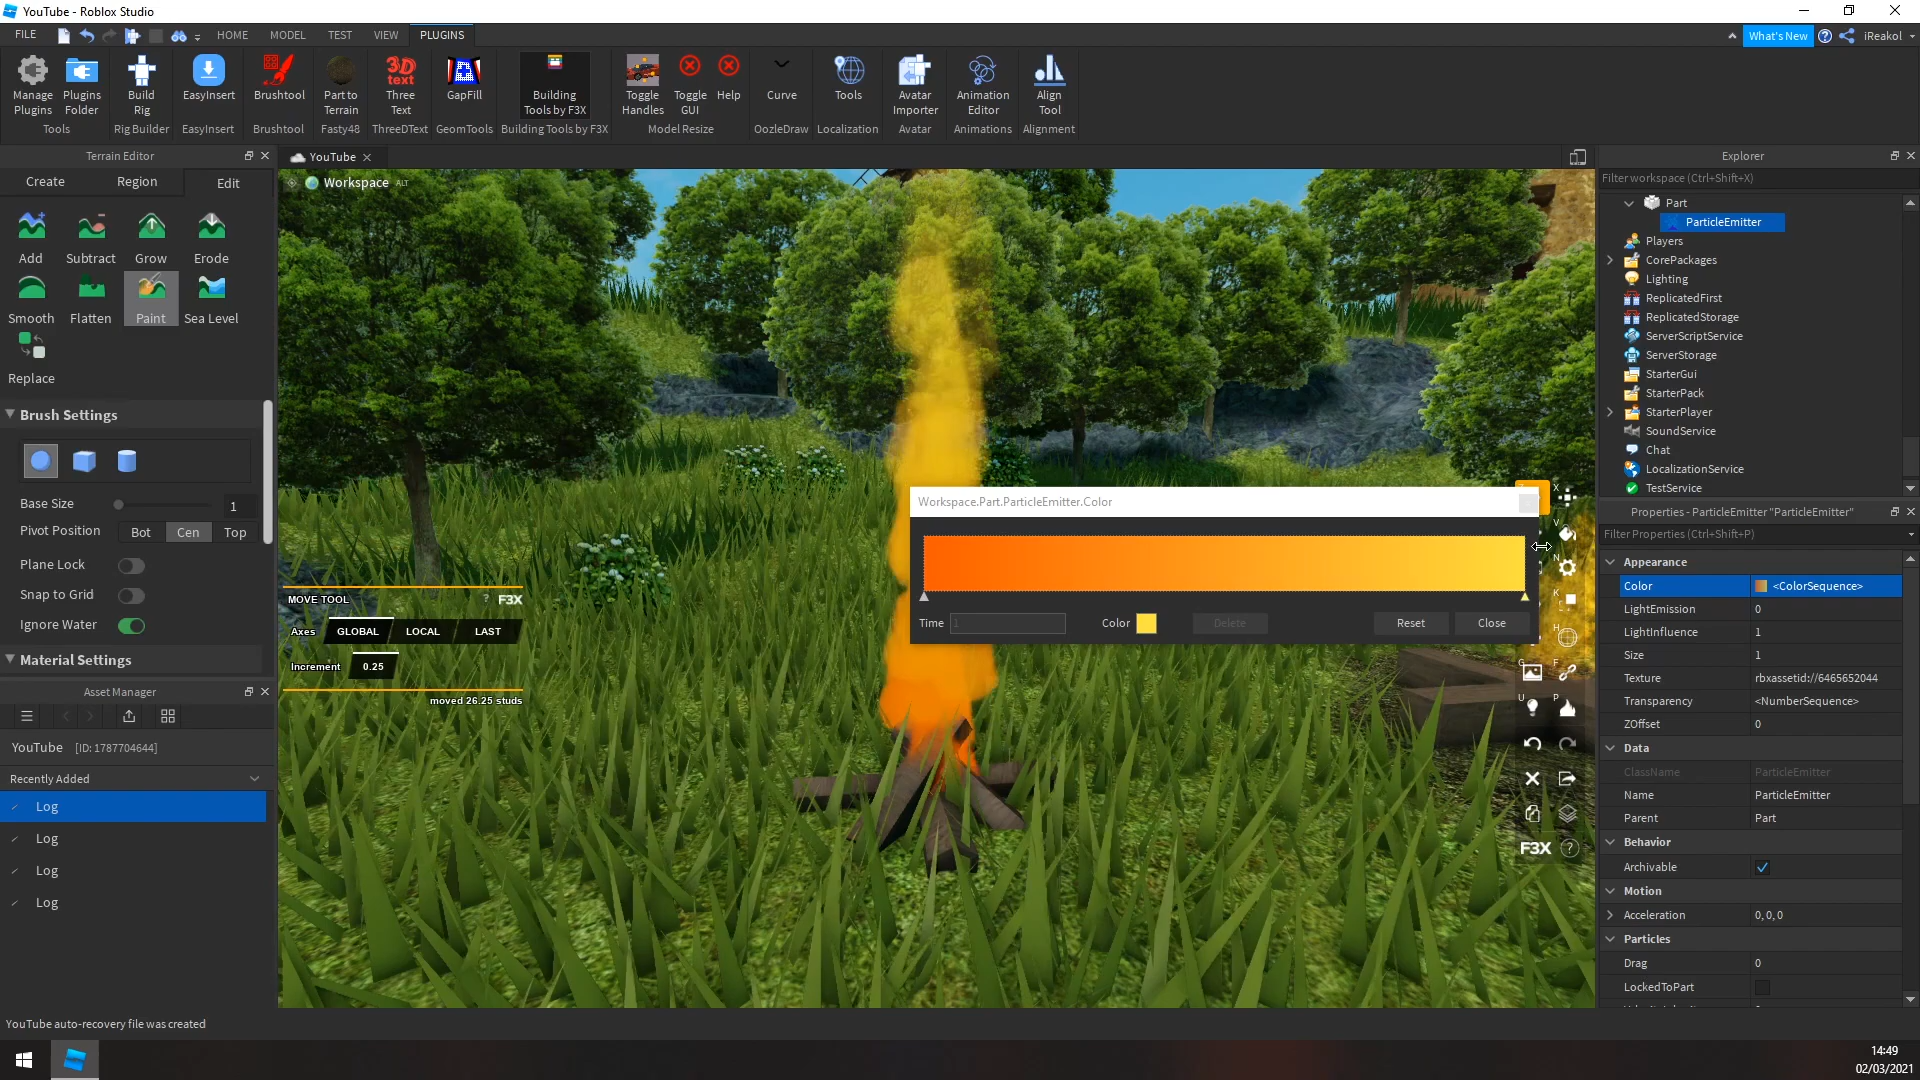 YouTube - Roblox Studio
FILE
HOME
MODEL
TEST
VIEW
PLUGINS
What's New
iReakol
Manage Plugins
Plugins Folder
Build Rig
EasyInsert
Brushtool
Part to Terrain
Three Text
3D text
GapFill
Building Tools by F3X
Toggle Handles
Toggle GUI
Help
Curve
Tools
Avatar Importer
Animation Editor
Align Tool
Tools
Rig Builder
EasyInsert
Brushtool
Fasty48
ThreeDText
GeomTools
Building Tools by F3X
Model Resize
OozleDraw
Localization
Avatar
Animations
Alignment
Terrain Editor
Create
Region
Edit
Add
Subtract
Grow
Erode
Smooth
Flatten
Paint
Sea Level
Replace
Brush Settings
Base Size
1
Pivot Position
Bot
Cen
Top
Plane Lock
Snap to Grid
Ignore Water
Material Settings
Asset Manager
YouTube [ID: 1787704644]
Recently Added
Log
Log
Log
Log
YouTube auto-recovery file was created
YouTube
Workspace ALT
MOVE TOOL
? F3X
Axes GLOBAL LOCAL LAST
Increment 0.25
moved 26.25 studs
Workspace.Part.ParticleEmitter.Color
Time 1
Color
Delete
Reset
Close
X
V
N
K
H
G
F
U
P
F3X ?
Explorer
Filter workspace (Ctrl+Shift+X)
Part
ParticleEmitter
Players
CorePackages
Lighting
ReplicatedFirst
ReplicatedStorage
ServerScriptService
ServerStorage
StarterGui
StarterPack
StarterPlayer
SoundService
Chat
LocalizationService
TestService
Properties - ParticleEmitter "ParticleEmitter"
Filter Properties (Ctrl+Shift+P)
Appearance
Color <ColorSequence>
LightEmission 0
LightInfluence 1
Size 1
Texture rbxassetid://6465652044
Transparency <NumberSequence>
ZOffset 0
Data
ClassName ParticleEmitter
Name ParticleEmitter
Parent Part
Behavior
Archivable
Motion
Acceleration 0, 0, 0
Particles
Drag 0
LockedToPart
14:49
02/03/2021